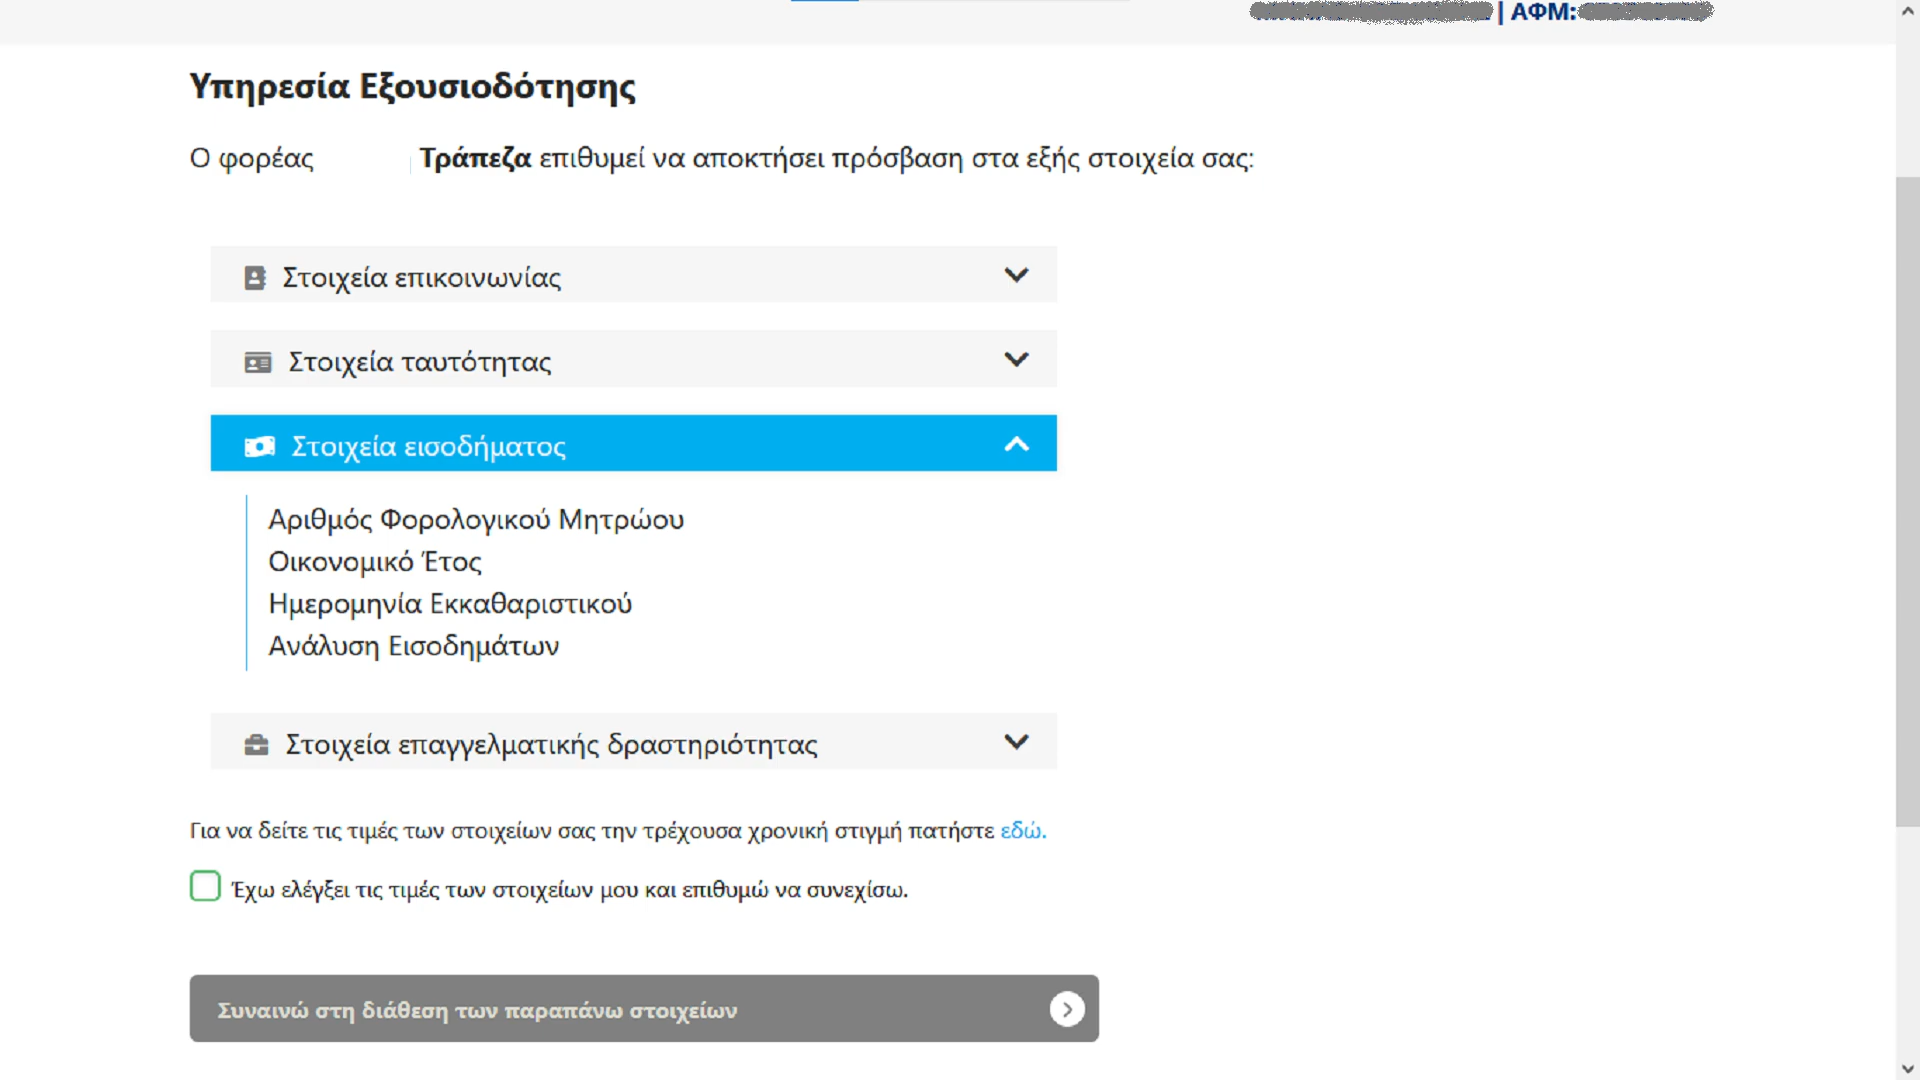 | ΑΦΜ:
Υπηρεσία Εξουσιοδότησης
Ο φορέας Τράπεζα επιθυμεί να αποκτήσει πρόσβαση στα εξής στοιχεία σας:
Στοιχεία επικοινωνίας
Στοιχεία ταυτότητας
Στοιχεία εισοδήματος
Αριθμός Φορολογικού Μητρώου
Οικονομικό Έτος
Ημερομηνία Εκκαθαριστικού
Ανάλυση Εισοδημάτων
Στοιχεία επαγγελματικής δραστηριότητας
Για να δείτε τις τιμές των στοιχείων σας την τρέχουσα χρονική στιγμή πατήστε εδώ.
Έχω ελέγξει τις τιμές των στοιχείων μου και επιθυμώ να συνεχίσω.
Συναινώ στη διάθεση των παραπάνω στοιχείων